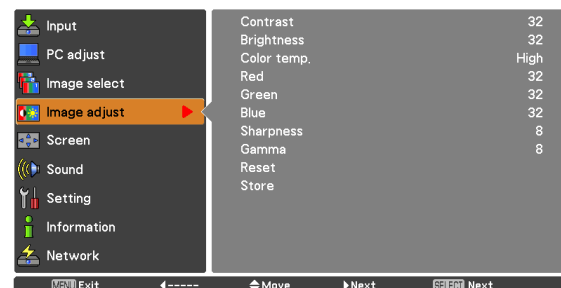 Input
PC adjust
Image select
Image adjust
Screen
Sound
Setting
Information
Network
Contrast 32
Brightness 32
Color temp. High
Red 32
Green 32
Blue 32
Sharpness 8
Gamma 8
Reset
Store
MENU Exit ----- Move Next SELECT Next